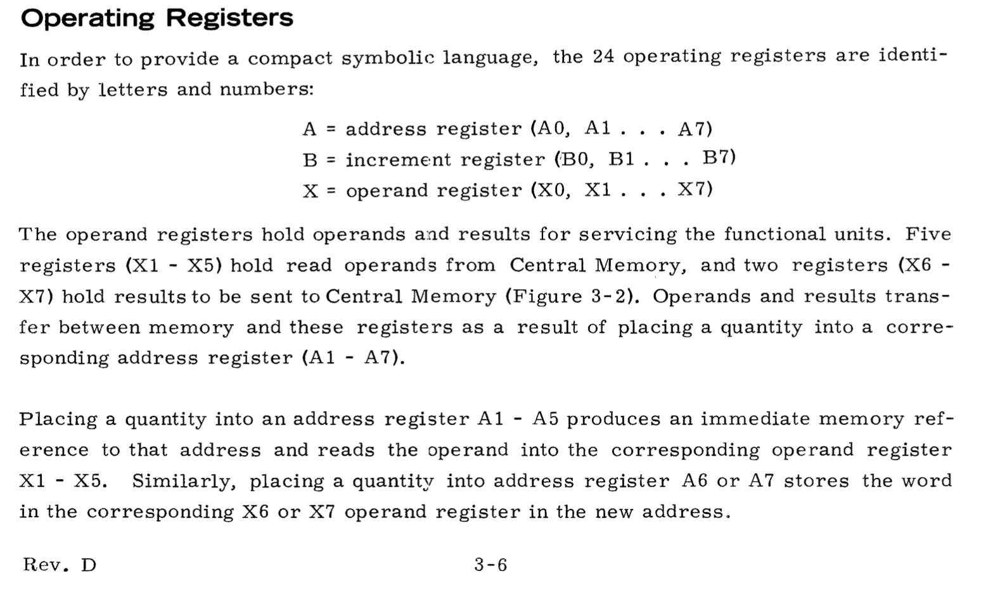 Operating Registers
In order to provide a compact symbolic language, the 24 operating registers are identi-
fied by letters and numbers:
A = address register (A0, A1 . . . A7)
B = increment register (B0, B1 . . . B7)
X = operand register (X0, X1 . . . X7)
The operand registers hold operands and results for servicing the functional units. Five
registers (X1 - X5) hold read operands from Central Memory, and two registers (X6 -
X7) hold results to be sent to Central Memory (Figure 3-2). Operands and results trans-
fer between memory and these registers as a result of placing a quantity into a corre-
sponding address register (A1 - A7).
Placing a quantity into an address register A1 - A5 produces an immediate memory ref-
erence to that address and reads the operand into the corresponding operand register
X1 - X5. Similarly, placing a quantity into address register A6 or A7 stores the word
in the corresponding X6 or X7 operand register in the new address.
Rev. D 3-6